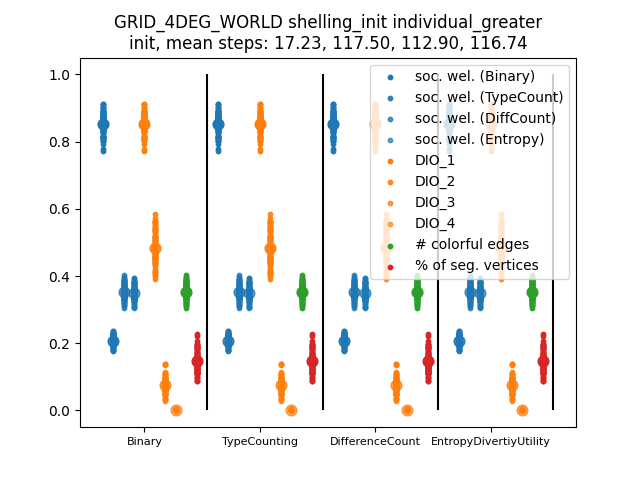 GRID_4DEG_WORLD shelling_init individual_greater
init, mean steps: 17.23, 117.50, 112.90, 116.74
1.0
0.8
0.6
0.4
0.2
0.0
soc. wel. (Binary)
soc. wel. (TypeCount)
soc. wel. (DiffCount)
soc. wel. (Entropy)
DIO_1
DIO_2
DIO_3
DIO_4
# colorful edges
% of seg. vertices
Binary
TypeCounting
DifferenceCount
EntropyDivertiyUtility